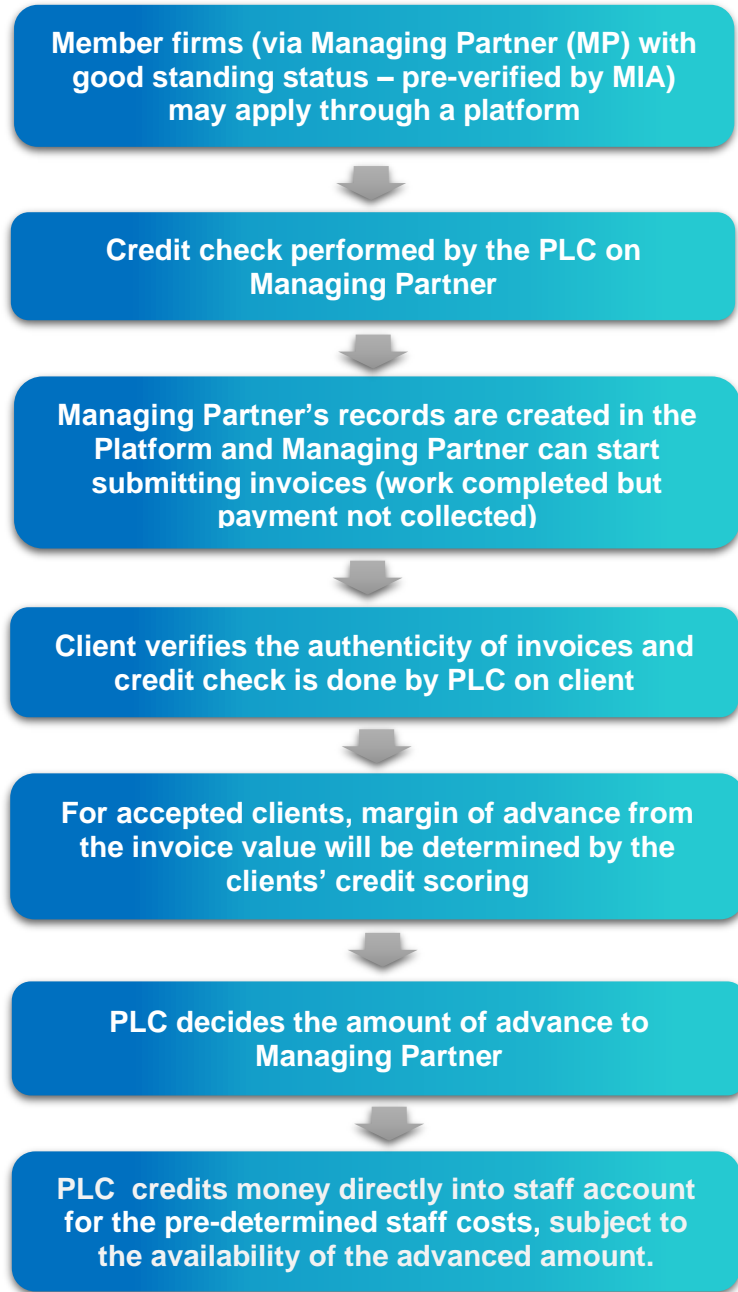 Member firms (via Managing Partner (MP) with
good standing status – pre-verified by MIA)
may apply through a platform
Credit check performed by the PLC on
Managing Partner
Managing Partner’s records are created in the
Platform and Managing Partner can start
submitting invoices (work completed but
payment not collected)
Client verifies the authenticity of invoices and
credit check is done by PLC on client
For accepted clients, margin of advance from
the invoice value will be determined by the
clients’ credit scoring
PLC decides the amount of advance to
Managing Partner
PLC credits money directly into staff account
for the pre-determined staff costs, subject to
the availability of the advanced amount.